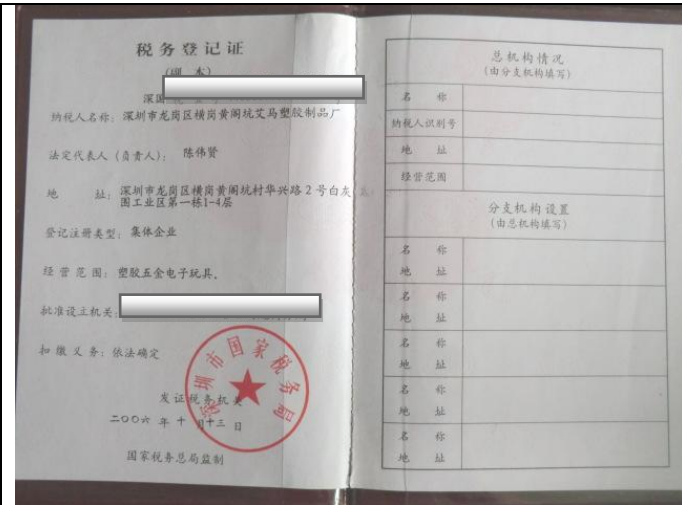 税务登记证
(副 本)
深国
纳税人名称: 深圳市龙岗区横岗黄阁坑艾马塑胶制品厂
法定代表人(负责人): 陈伟贤
地 址: 深圳市龙岗区横岗黄阁坑村华兴路2号白灰
围工业区第一栋1-4层
登记注册类型: 集体企业
经营范围: 塑胶五金电子玩具。
批准设立机关:
扣缴义务: 依法确定
深圳市国家税务局
发证税务机关
二〇〇六 年 十 月十三 日
国家税务总局监制
总机构情况
(由分支机构填写)
名 称
纳税人识别号
地 址
经营范围
分支机构设置
(由总机构填写)
名 称
地 址
名 称
地 址
名 称
地 址
名 称
地 址
名 称
地 址